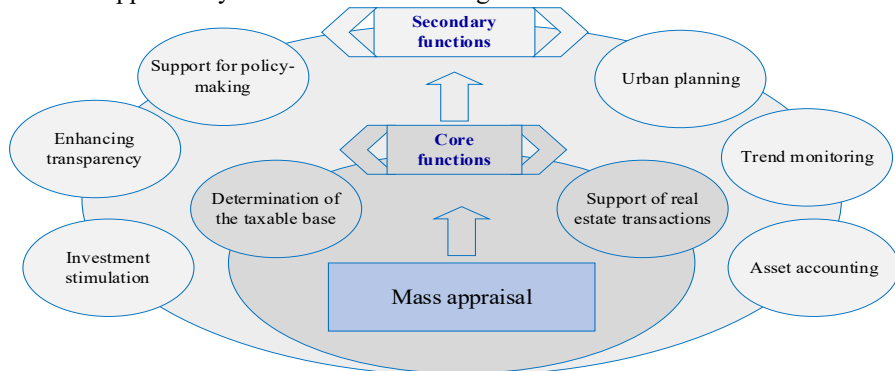 Secondary
functions
Support for policy-
making
Urban planning
Enhancing
transparency
Core
functions
Trend monitoring
Determination of
the taxable base
Support of real
estate transactions
Investment
stimulation
Asset accounting
Mass appraisal